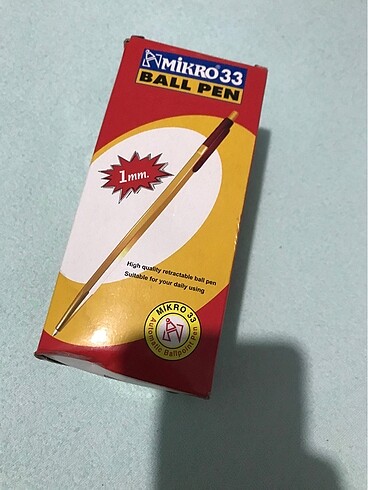 MİKRO® 33
BALL PEN
1mm.
High quality retractable ball pen
Suitable for your daily using
MİKRO 33
Automatic Ballpoint Pen